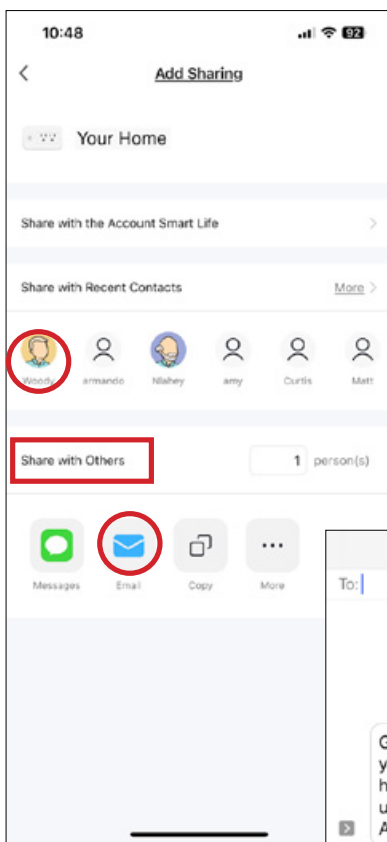 10:48 92
Add Sharing
Your Home
Share with the Account Smart Life
Share with Recent Contacts More
Woody armando Nlahey amy Curtis Matt
Share with Others 1 person(s)
Messages Email Copy More
To:
G
y
h
u
A